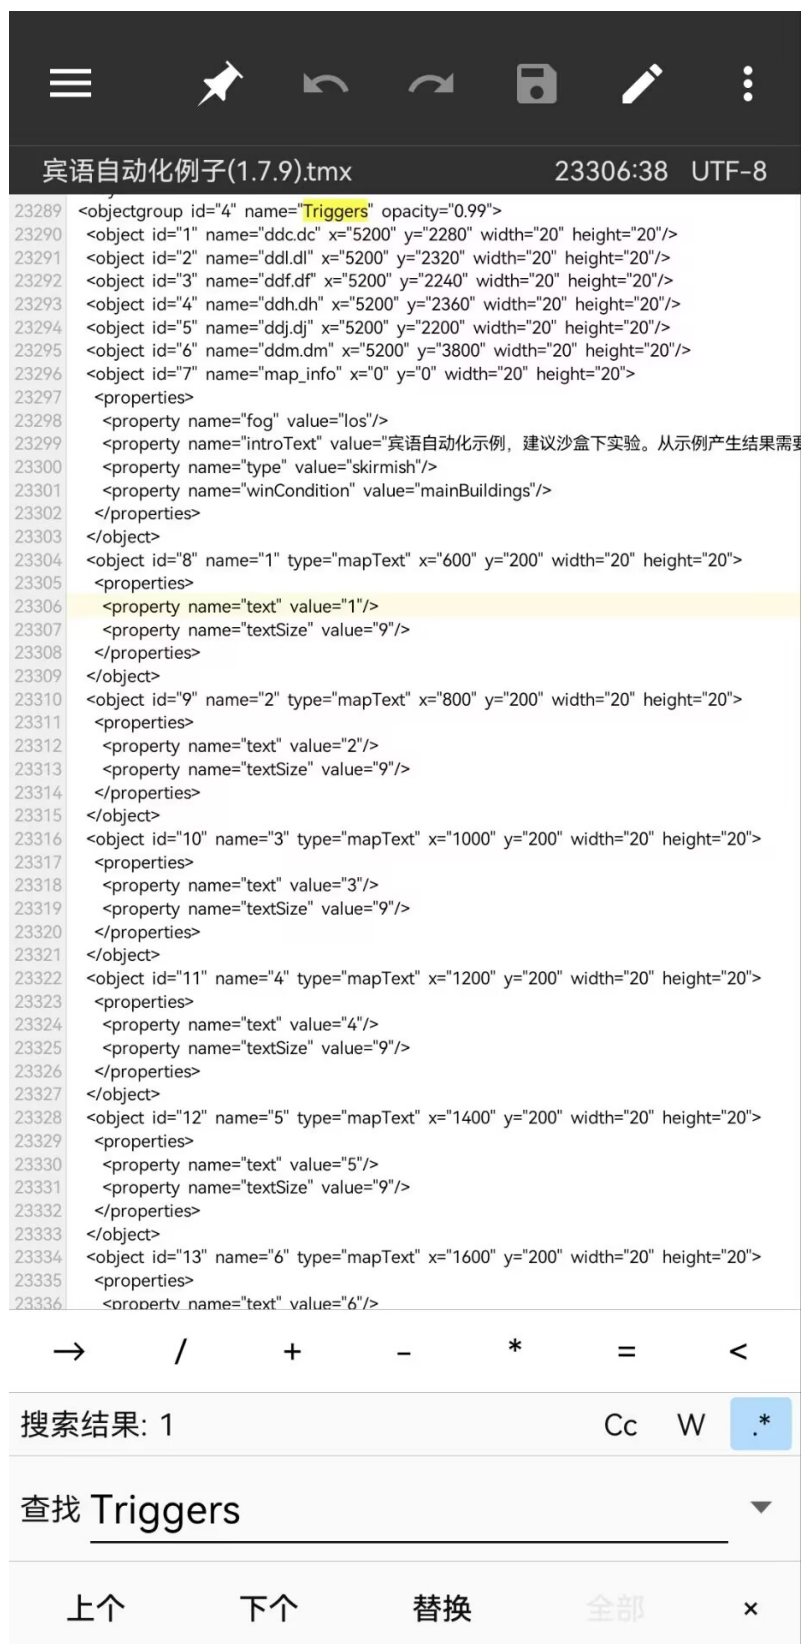 宾语自动化例子(1.7.9).tmx 23306:38 UTF-8
23289 <objectgroup id="4" name="Triggers" opacity="0.99">
23290 <object id="1" name="ddc.dc" x="5200" y="2280" width="20" height="20"/>
23291 <object id="2" name="ddl.dl" x="5200" y="2320" width="20" height="20"/>
23292 <object id="3" name="ddf.df" x="5200" y="2240" width="20" height="20"/>
23293 <object id="4" name="ddh.dh" x="5200" y="2360" width="20" height="20"/>
23294 <object id="5" name="ddj.dj" x="5200" y="2200" width="20" height="20"/>
23295 <object id="6" name="ddm.dm" x="5200" y="3800" width="20" height="20"/>
23296 <object id="7" name="map_info" x="0" y="0" width="20" height="20">
23297 <properties>
23298 <property name="fog" value="los"/>
23299 <property name="introText" value="宾语自动化示例，建议沙盒下实验。从示例产生结果需要
23300 <property name="type" value="skirmish"/>
23301 <property name="winCondition" value="mainBuildings"/>
23302 </properties>
23303 </object>
23304 <object id="8" name="1" type="mapText" x="600" y="200" width="20" height="20">
23305 <properties>
23306 <property name="text" value="1"/>
23307 <property name="textSize" value="9"/>
23308 </properties>
23309 </object>
23310 <object id="9" name="2" type="mapText" x="800" y="200" width="20" height="20">
23311 <properties>
23312 <property name="text" value="2"/>
23313 <property name="textSize" value="9"/>
23314 </properties>
23315 </object>
23316 <object id="10" name="3" type="mapText" x="1000" y="200" width="20" height="20">
23317 <properties>
23318 <property name="text" value="3"/>
23319 <property name="textSize" value="9"/>
23320 </properties>
23321 </object>
23322 <object id="11" name="4" type="mapText" x="1200" y="200" width="20" height="20">
23323 <properties>
23324 <property name="text" value="4"/>
23325 <property name="textSize" value="9"/>
23326 </properties>
23327 </object>
23328 <object id="12" name="5" type="mapText" x="1400" y="200" width="20" height="20">
23329 <properties>
23330 <property name="text" value="5"/>
23331 <property name="textSize" value="9"/>
23332 </properties>
23333 </object>
23334 <object id="13" name="6" type="mapText" x="1600" y="200" width="20" height="20">
23335 <properties>
23336 <property name="text" value="6"/>
→ / + - * = <
搜索结果: 1 Cc W .*
查找 Triggers
上个 下个 替换 全部 ×